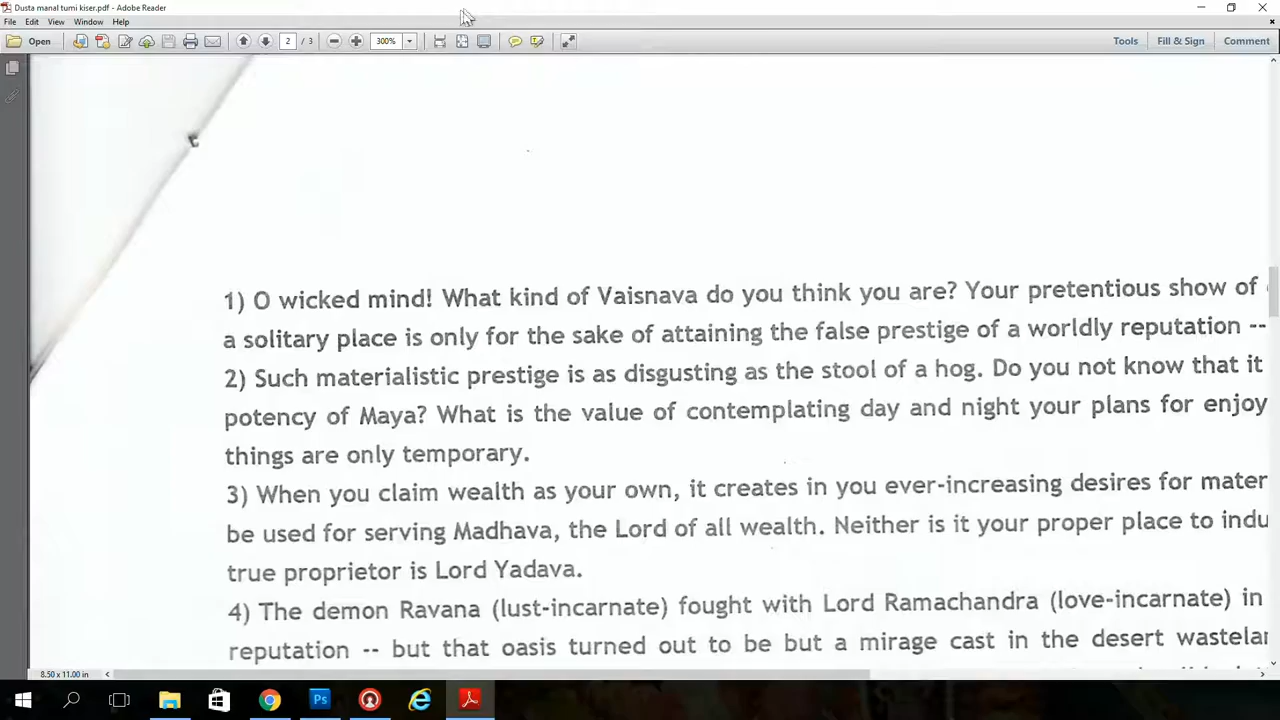 Dusta manal tumi kiser.pdf - Adobe Reader
File Edit View Window Help
Open 2 / 3 300% Tools Fill & Sign Comment
1) O wicked mind! What kind of Vaisnava do you think you are? Your pretentious show of
a solitary place is only for the sake of attaining the false prestige of a worldly reputation --
2) Such materialistic prestige is as disgusting as the stool of a hog. Do you not know that it
potency of Maya? What is the value of contemplating day and night your plans for enjoy
things are only temporary.
3) When you claim wealth as your own, it creates in you ever-increasing desires for mater
be used for serving Madhava, the Lord of all wealth. Neither is it your proper place to indu
true proprietor is Lord Yadava.
4) The demon Ravana (lust-incarnate) fought with Lord Ramachandra (love-incarnate) in
reputation -- but that oasis turned out to be but a mirage cast in the desert wastelan
8.50 x 11.00 in